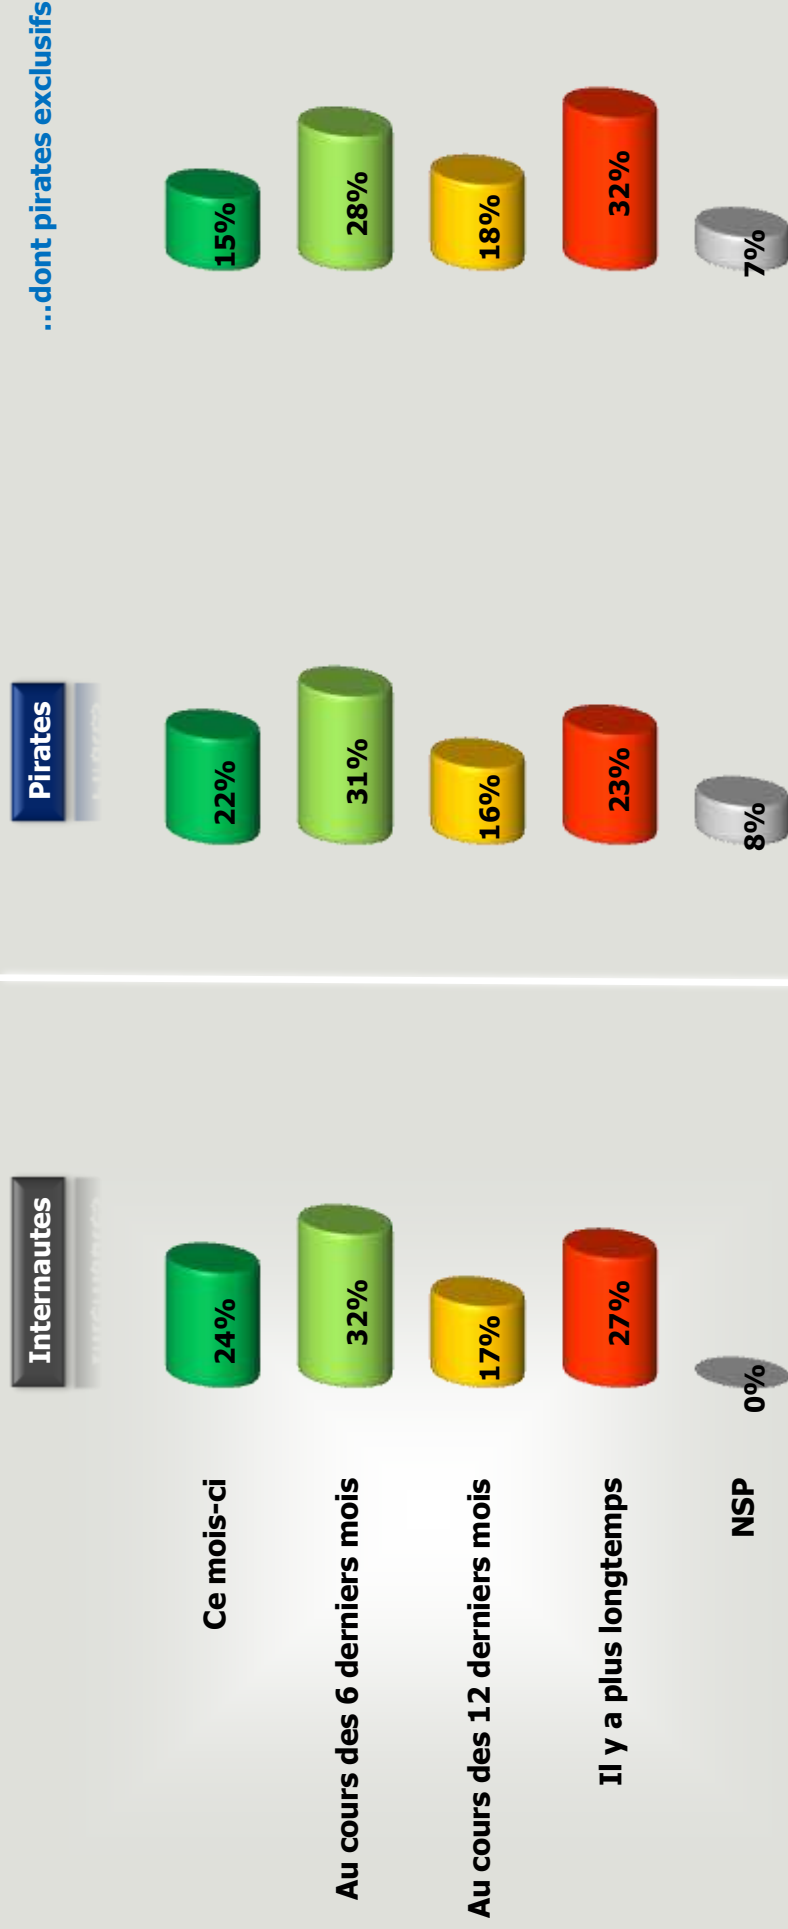 Internautes
Pirates
...dont pirates exclusifs
Ce mois-ci
24%
22%
15%
Au cours des 6 derniers mois
32%
31%
28%
Au cours des 12 derniers mois
17%
16%
18%
Il y a plus longtemps
27%
23%
32%
NSP
0%
8%
7%